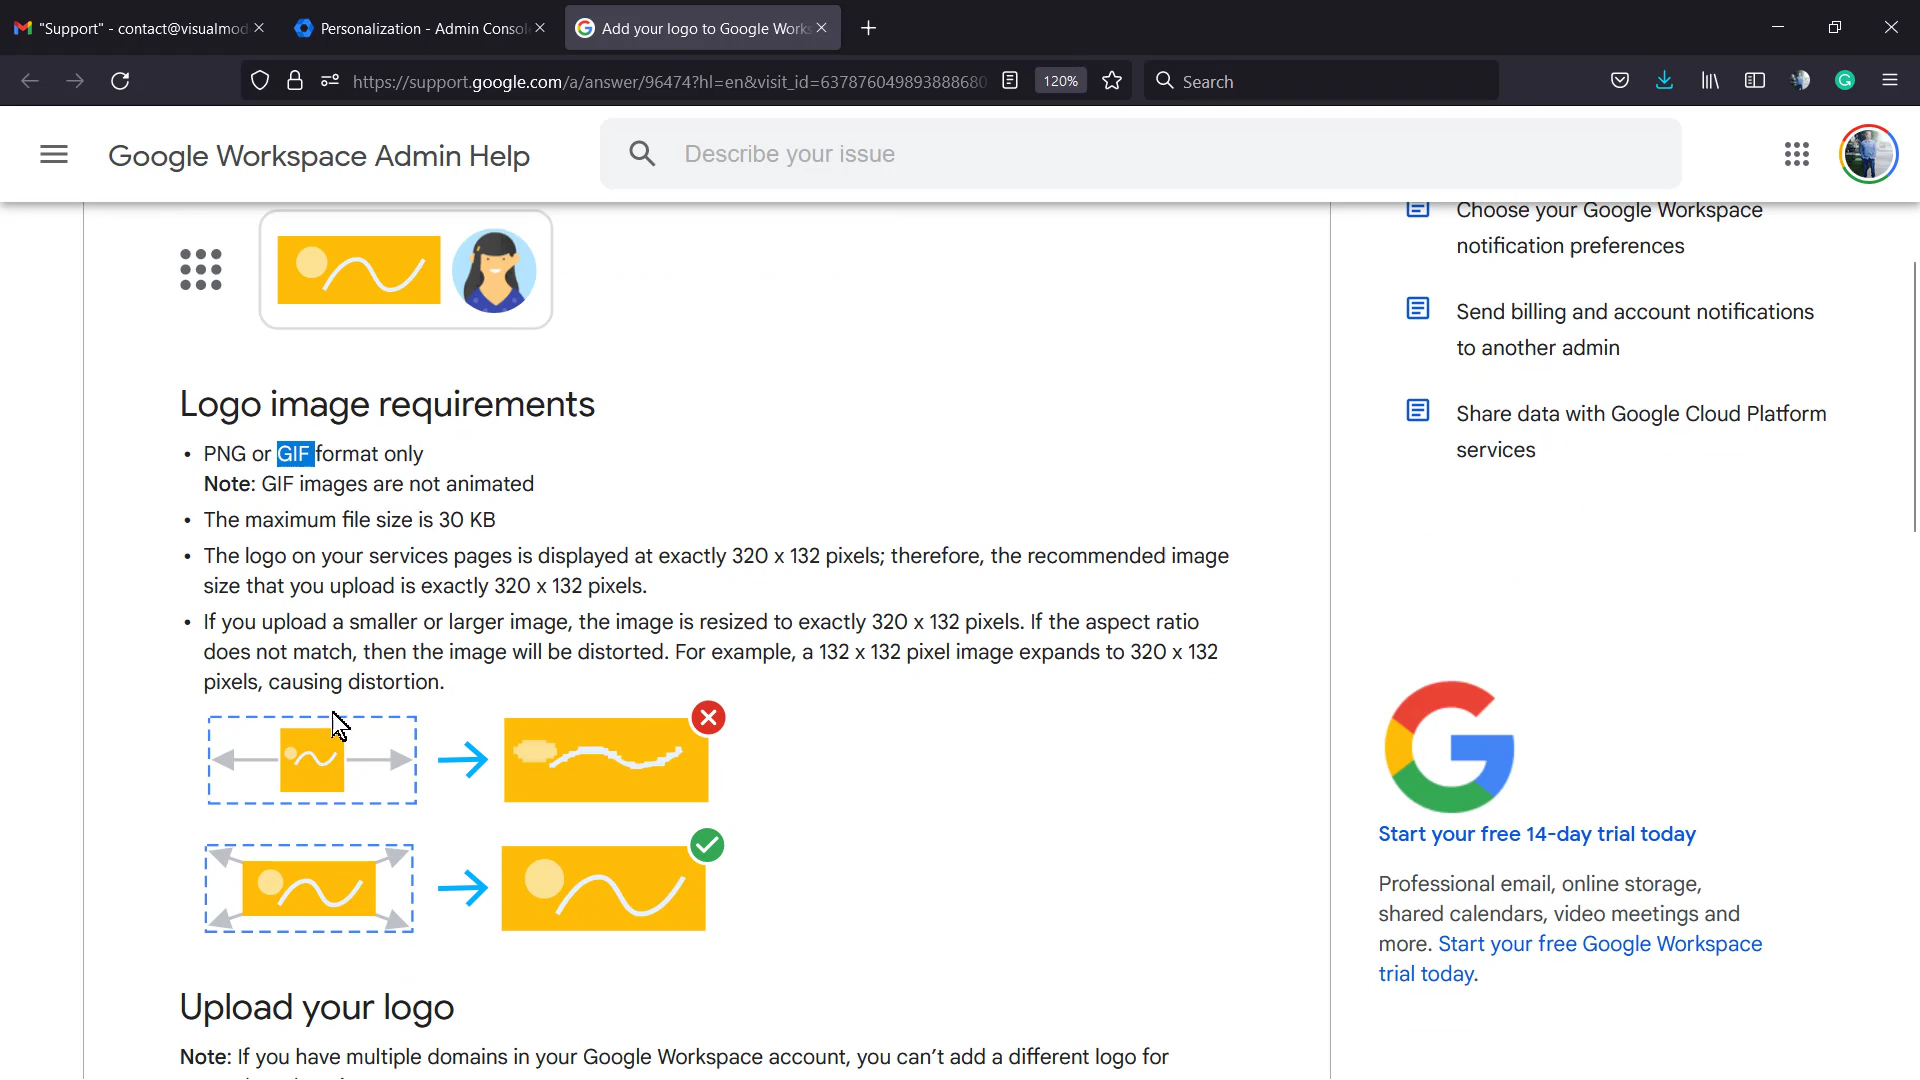 "Support" - contact@visualmod
Personalization - Admin Console
Add your logo to Google Works
https://support.google.com/a/answer/96474?hl=en&visit_id=637876049893888680
120%
Search
Google Workspace Admin Help
Describe your issue
Choose your Google Workspace
notification preferences
Send billing and account notifications
to another admin
Share data with Google Cloud Platform
services
Logo image requirements
• PNG or GIF format only
Note: GIF images are not animated
• The maximum file size is 30 KB
• The logo on your services pages is displayed at exactly 320 x 132 pixels; therefore, the recommended image
size that you upload is exactly 320 x 132 pixels.
• If you upload a smaller or larger image, the image is resized to exactly 320 x 132 pixels. If the aspect ratio
does not match, then the image will be distorted. For example, a 132 x 132 pixel image expands to 320 x 132
pixels, causing distortion.
Start your free 14-day trial today
Professional email, online storage,
shared calendars, video meetings and
more. Start your free Google Workspace
trial today.
Upload your logo
Note: If you have multiple domains in your Google Workspace account, you can't add a different logo for